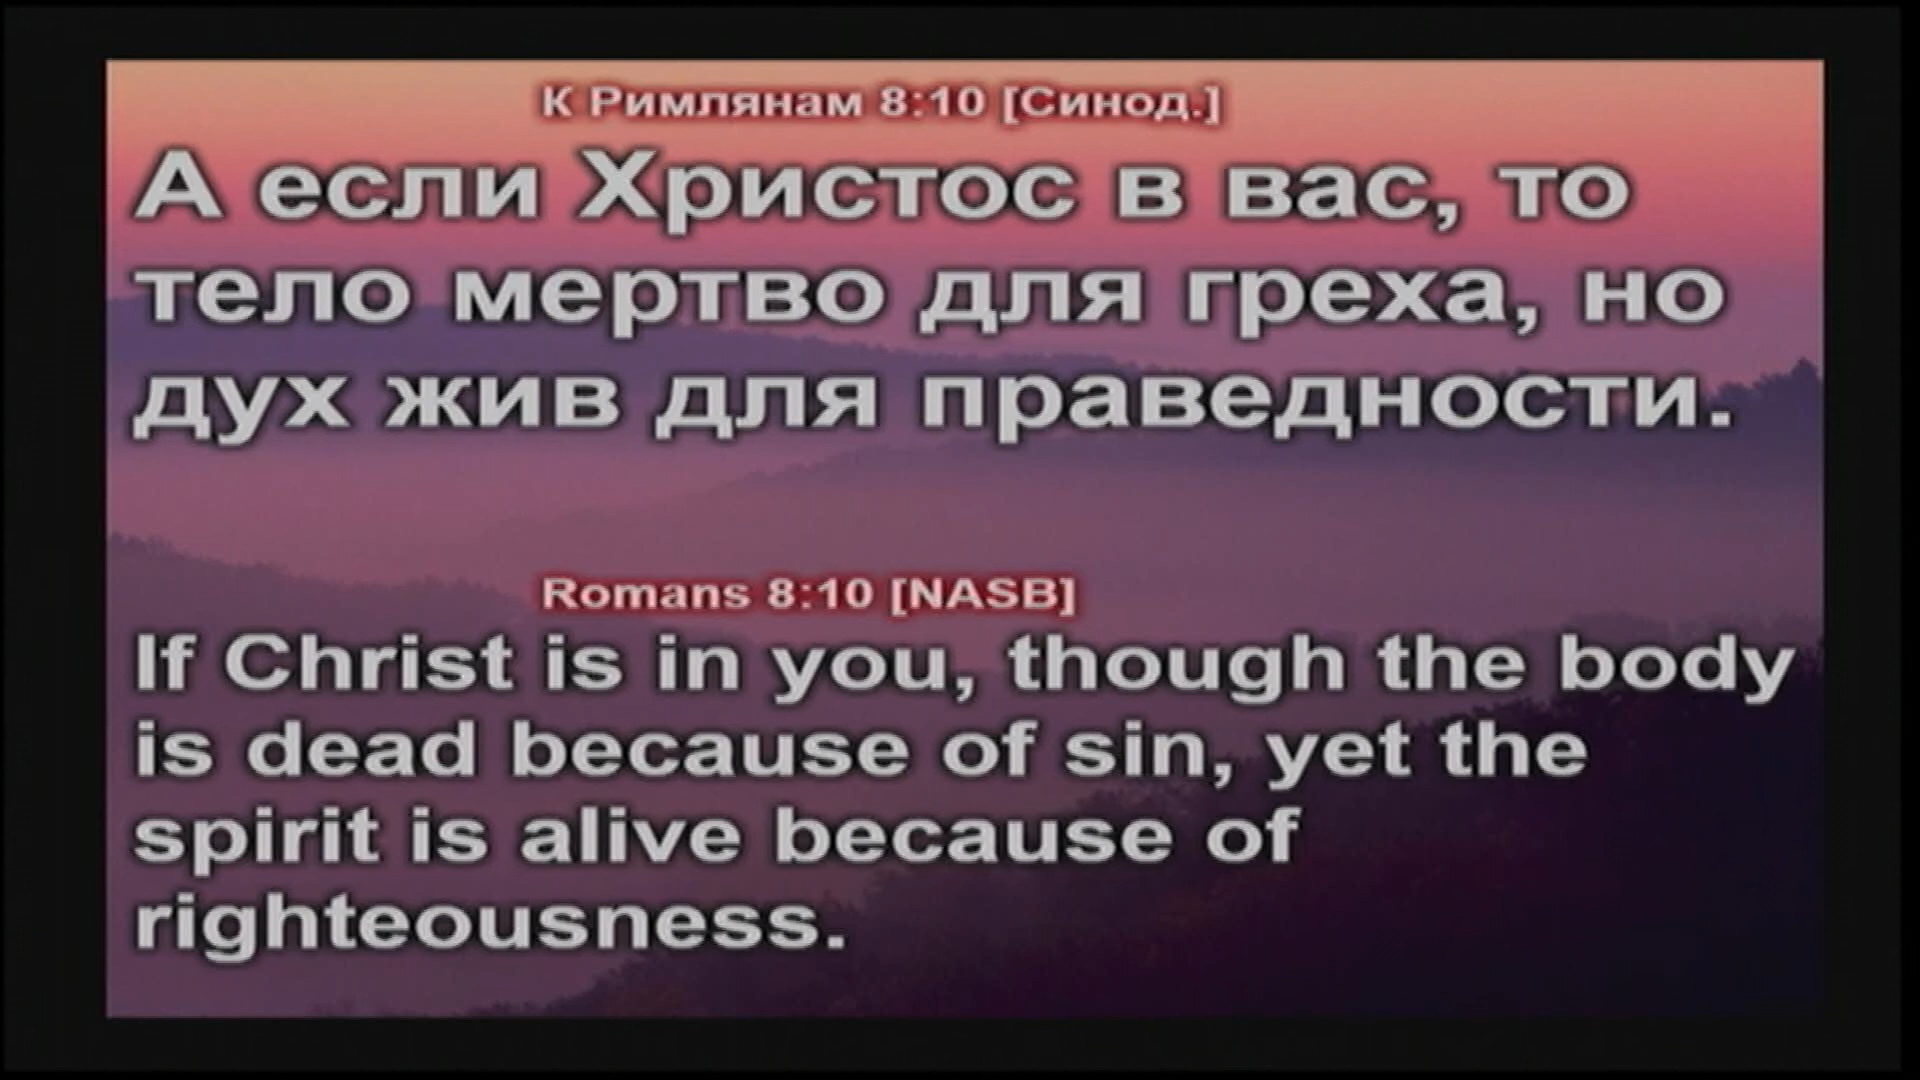 К Римлянам 8:10 [Синод.]
А если Христос в вас, то
тело мертво для греха, но
дух жив для праведности.
Romans 8:10 [NASB]
If Christ is in you, though the body
is dead because of sin, yet the
spirit is alive because of
righteousness.